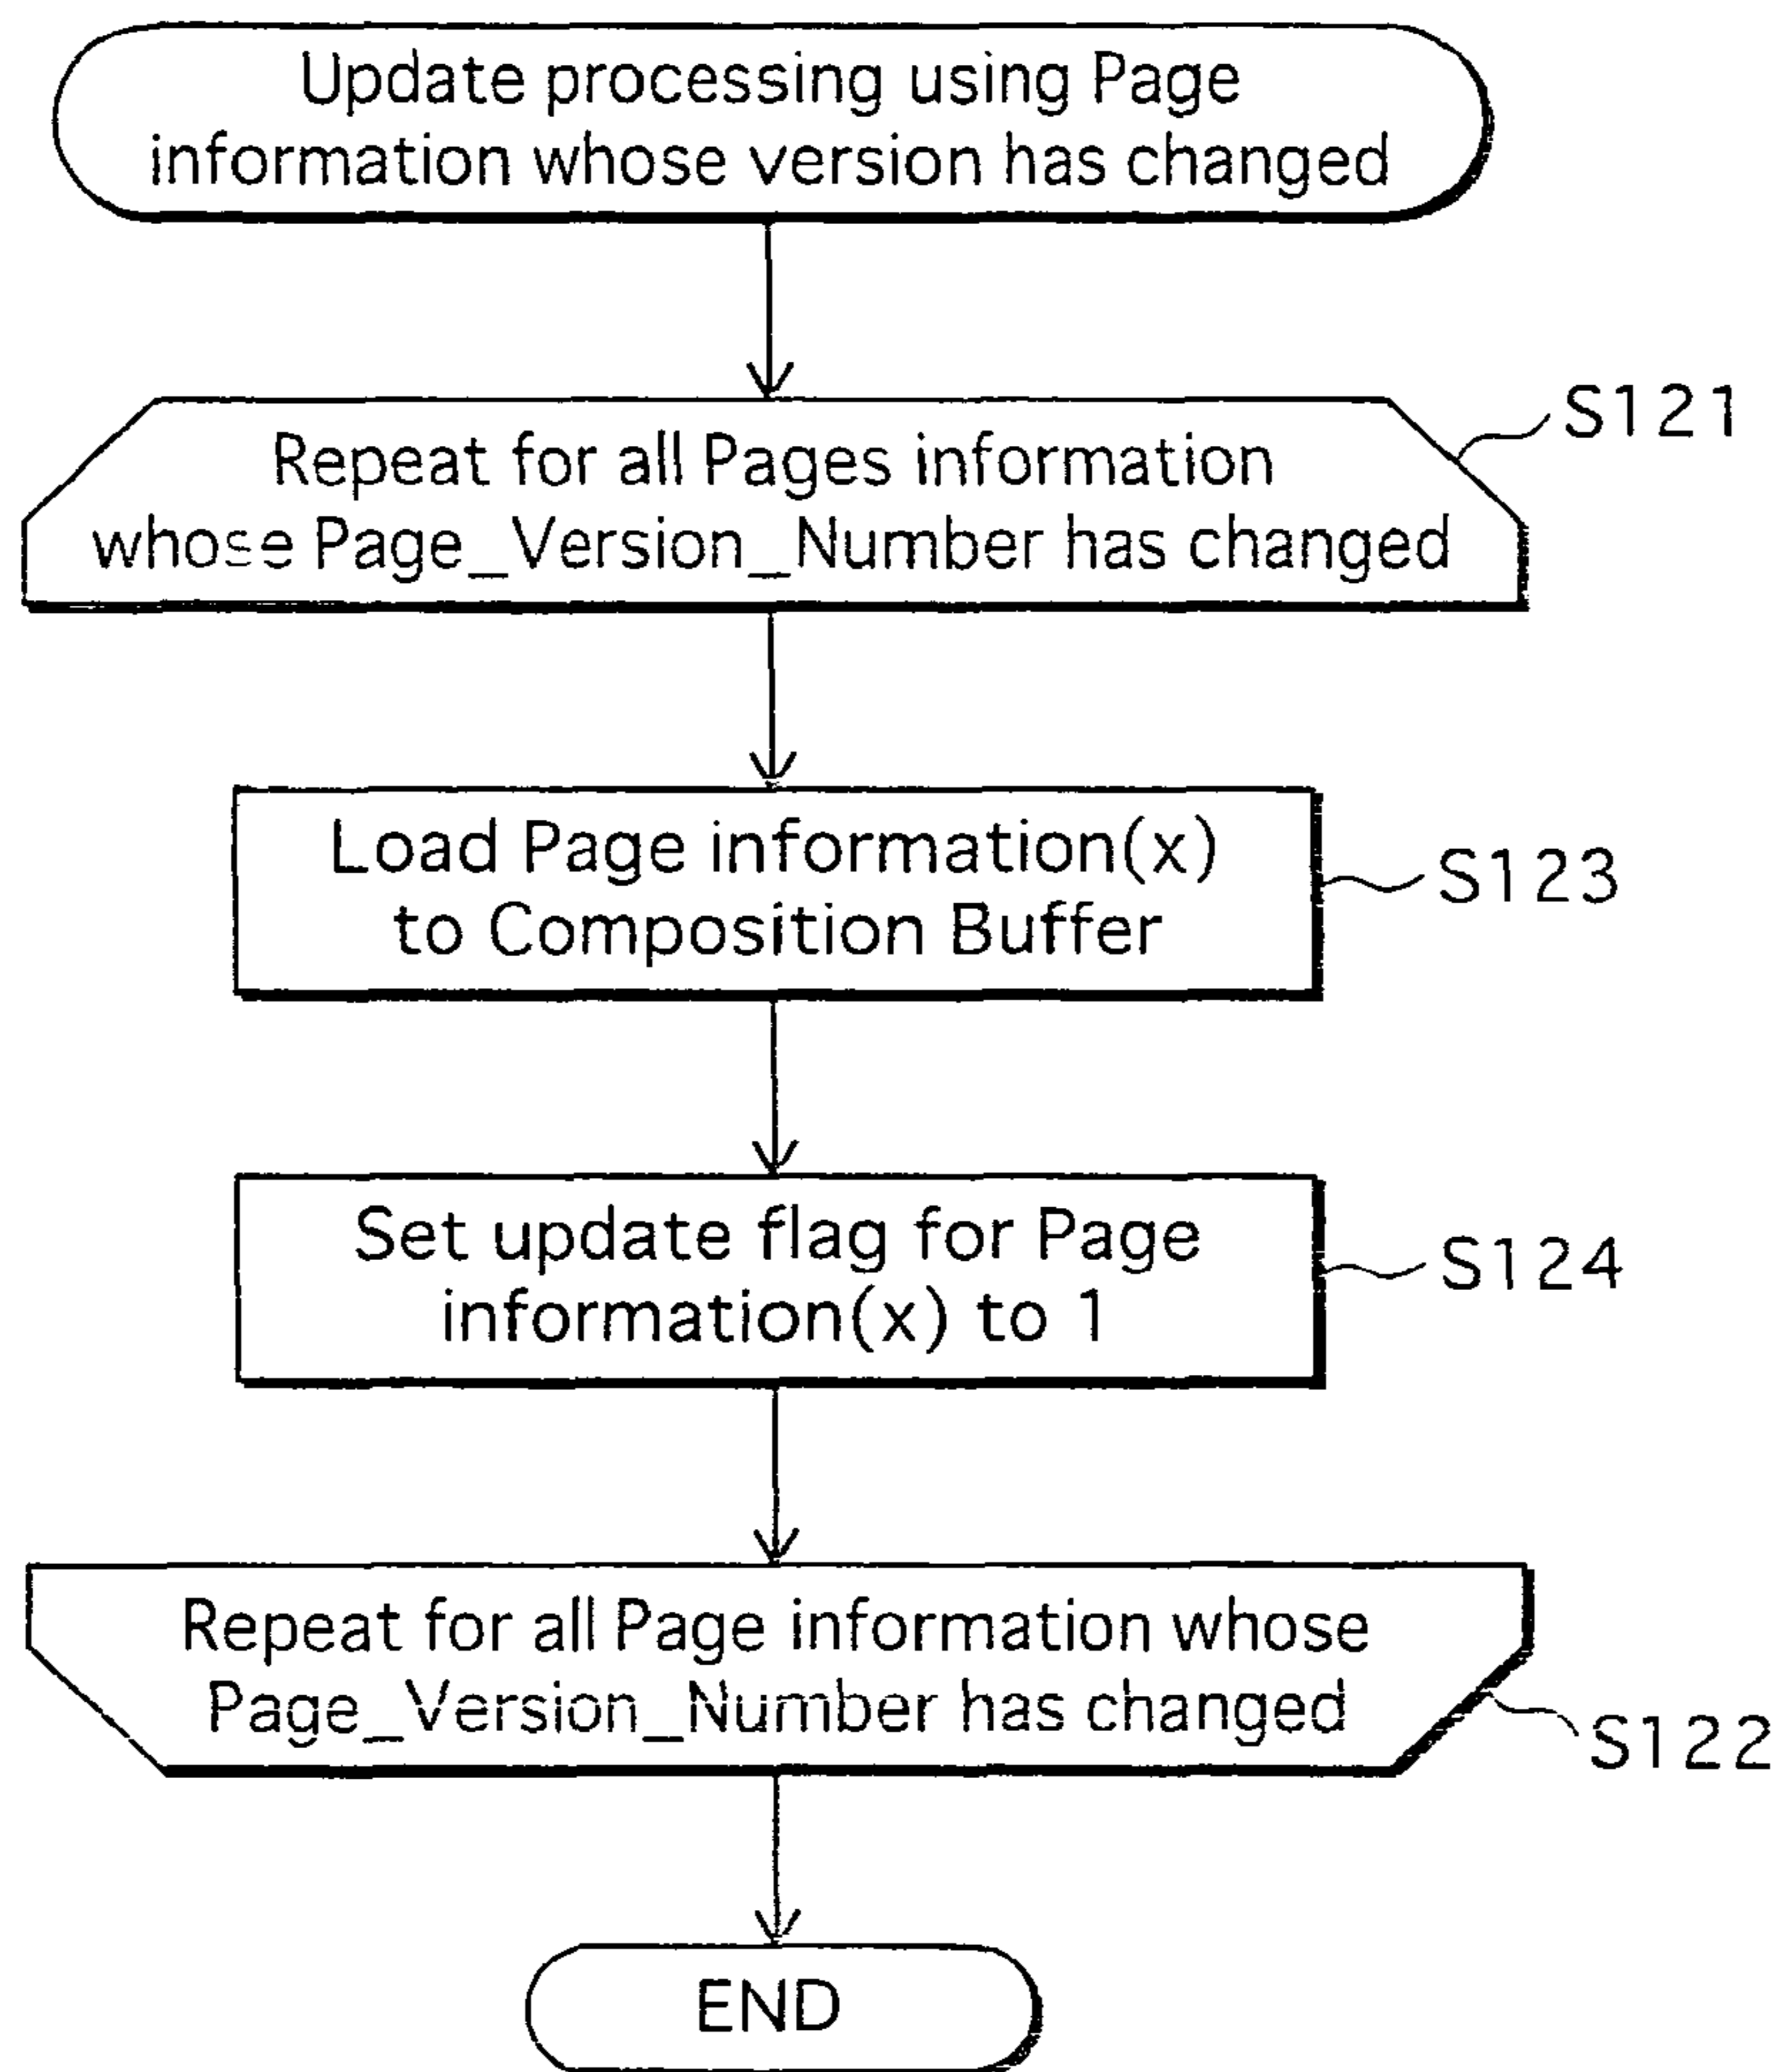 Update processing using Page
information whose version has changed
S121
Repeat for all Pages information
whose Page_Version_Number has changed
Load Page information(x)
to Composition Buffer
S123
Set update flag for Page
information(x) to 1
S124
Repeat for all Page information whose
Page_Version_Number has changed
S122
END